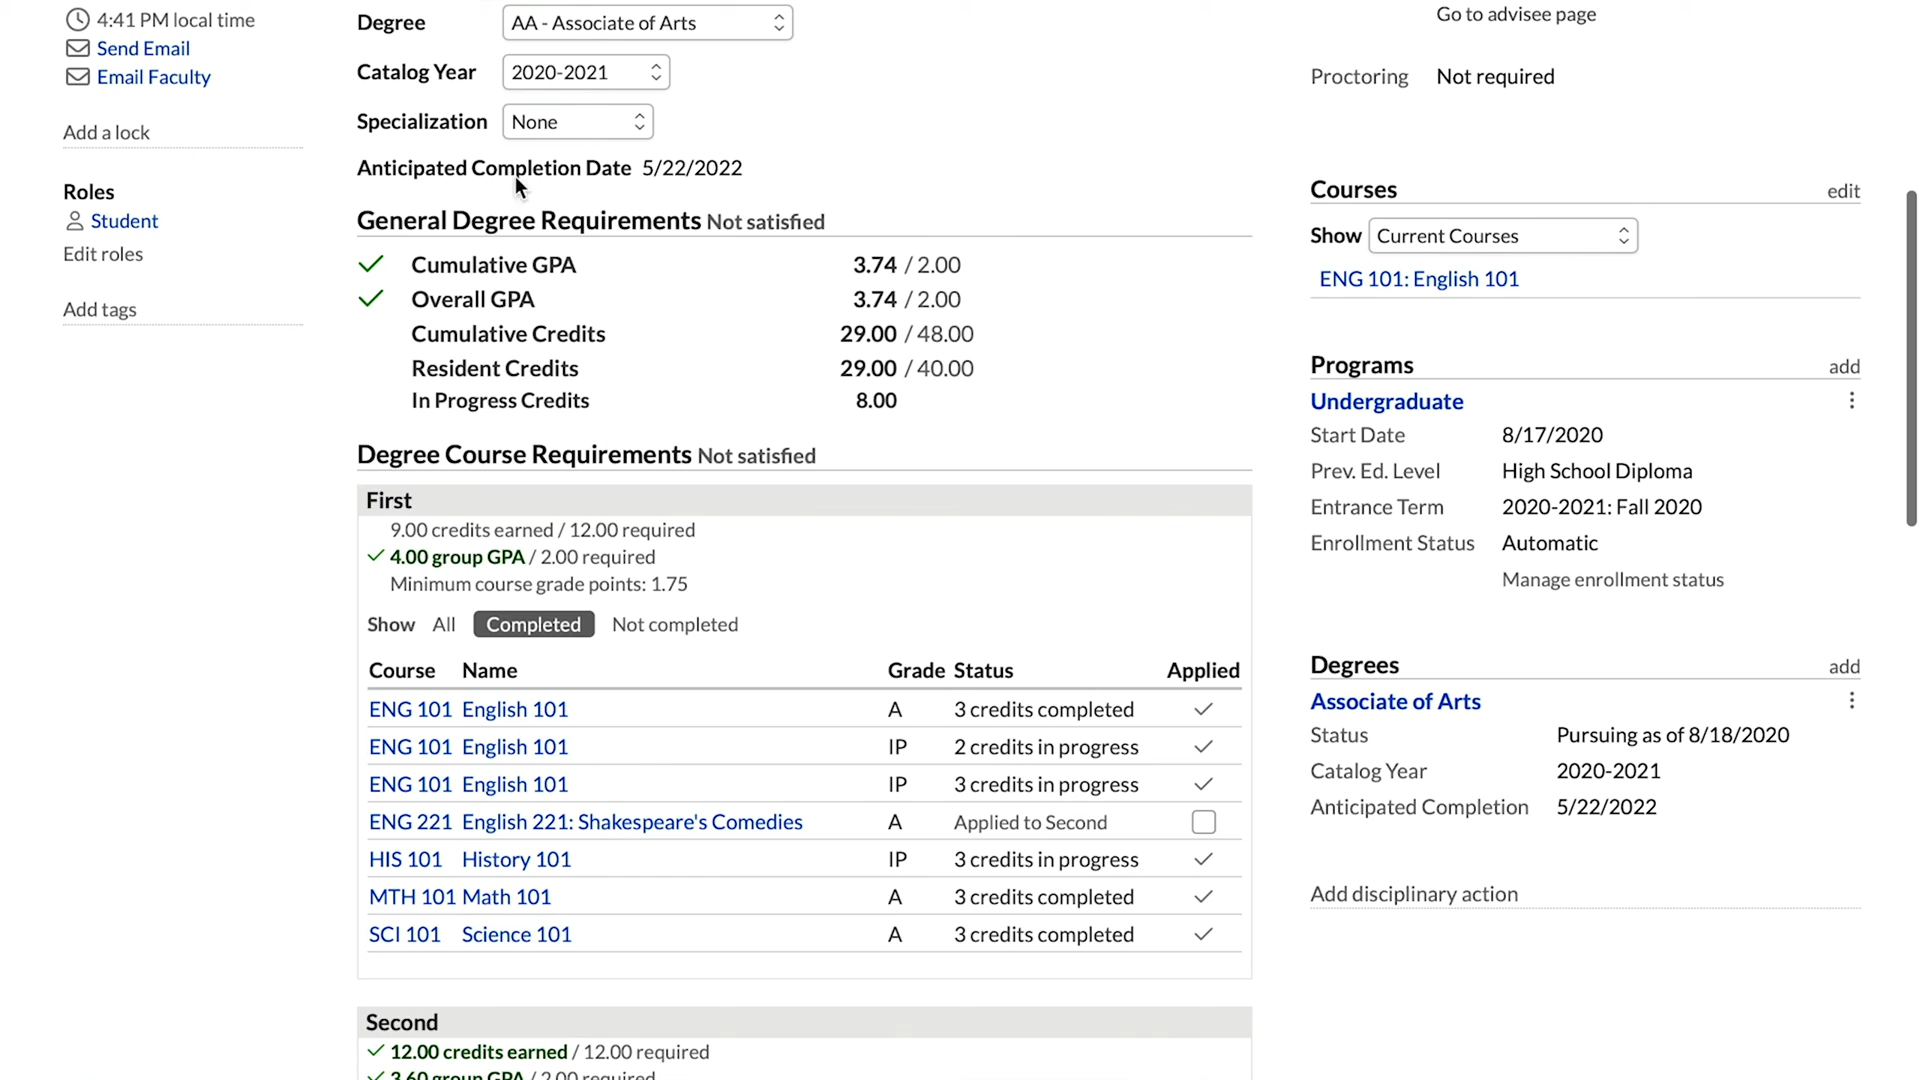 4:41 PM local time
Send Email
Email Faculty
Add a lock
Roles
Student
Edit roles
Add tags
Degree AA - Associate of Arts
Catalog Year 2020-2021
Specialization None
Anticipated Completion Date 5/22/2022
General Degree Requirements Not satisfied
Cumulative GPA 3.74 / 2.00
Overall GPA 3.74 / 2.00
Cumulative Credits 29.00 / 48.00
Resident Credits 29.00 / 40.00
In Progress Credits 8.00
Degree Course Requirements Not satisfied
First
9.00 credits earned / 12.00 required
4.00 group GPA / 2.00 required
Minimum course grade points: 1.75
Show All Completed Not completed
Course Name Grade Status Applied
ENG 101 English 101 A 3 credits completed
ENG 101 English 101 IP 2 credits in progress
ENG 101 English 101 IP 3 credits in progress
ENG 221 English 221: Shakespeare's Comedies A Applied to Second
HIS 101 History 101 IP 3 credits in progress
MTH 101 Math 101 A 3 credits completed
SCI 101 Science 101 A 3 credits completed
Second
12.00 credits earned / 12.00 required
3.60 group GPA / 2.00 required
Go to advisee page
Proctoring Not required
Courses edit
Show Current Courses
ENG 101: English 101
Programs add
Undergraduate
Start Date 8/17/2020
Prev. Ed. Level High School Diploma
Entrance Term 2020-2021: Fall 2020
Enrollment Status Automatic
Manage enrollment status
Degrees add
Associate of Arts
Status Pursuing as of 8/18/2020
Catalog Year 2020-2021
Anticipated Completion 5/22/2022
Add disciplinary action